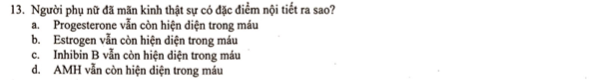 13. Người phụ nữ đã mãn kinh thật sự có đặc điểm nội tiết ra sao?
a. Progesterone vẫn còn hiện diện trong máu
b. Estrogen vẫn còn hiện diện trong máu
c. Inhibin B vẫn còn hiện diện trong máu
d. AMH vẫn còn hiện diện trong máu